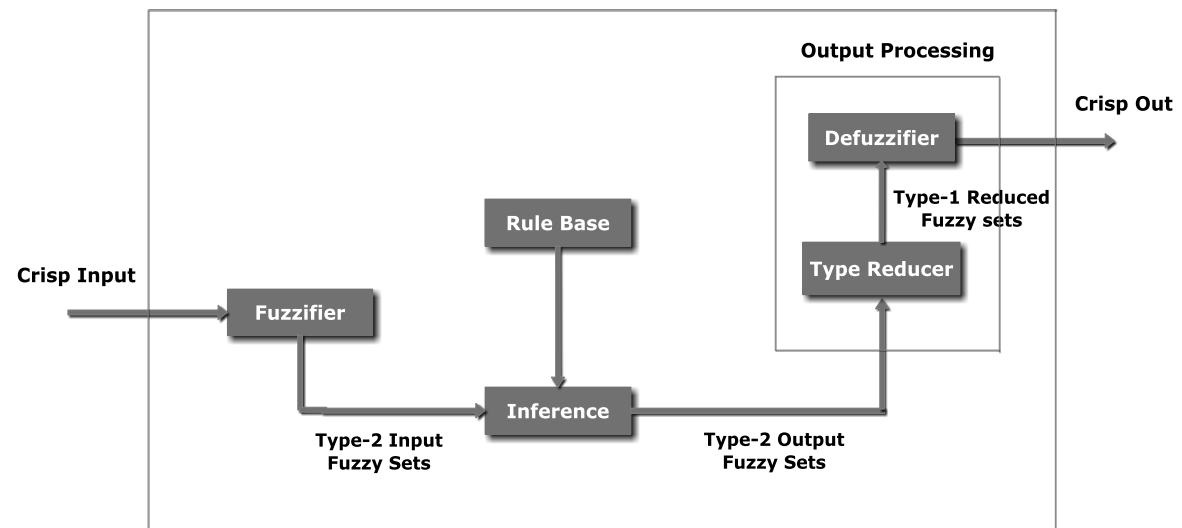 Output Processing
Crisp Out
Defuzzifier
Type-1 Reduced
Fuzzy sets
Rule Base
Type Reducer
Crisp Input
Fuzzifier
Inference
Type-2 Input
Fuzzy Sets
Type-2 Output
Fuzzy Sets